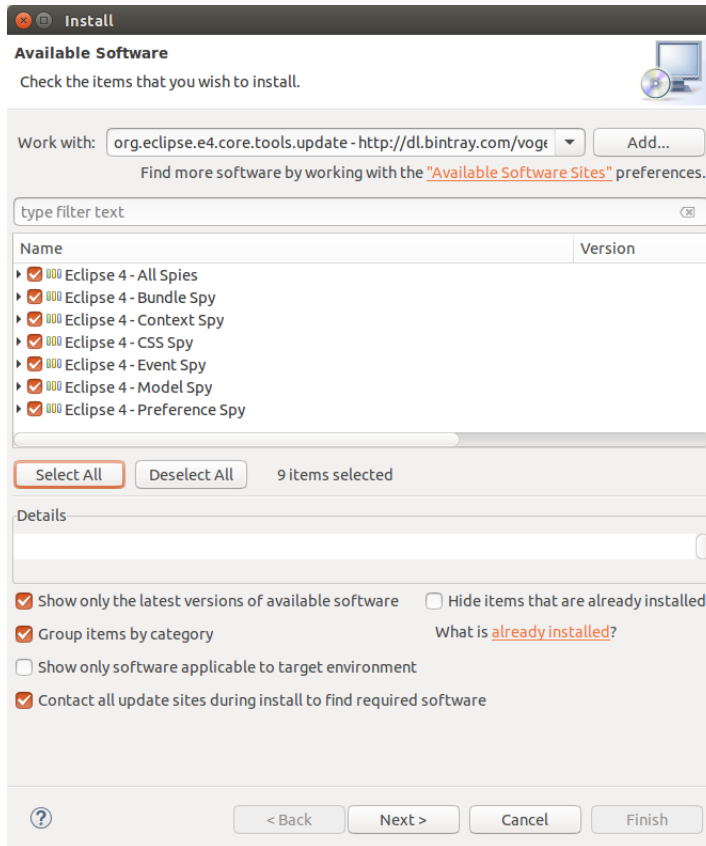 Install
Available Software
Check the items that you wish to install.
Work with: org.eclipse.e4.core.tools.update - http://dl.bintray.com/voge Add...
Find more software by working with the "Available Software Sites" preferences.
type filter text
Name Version
Eclipse 4 - All Spies
Eclipse 4 - Bundle Spy
Eclipse 4 - Context Spy
Eclipse 4 - CSS Spy
Eclipse 4 - Event Spy
Eclipse 4 - Model Spy
Eclipse 4 - Preference Spy
Select All Deselect All 9 items selected
Details
Show only the latest versions of available software Hide items that are already installed
Group items by category What is already installed?
Show only software applicable to target environment
Contact all update sites during install to find required software
? < Back Next > Cancel Finish